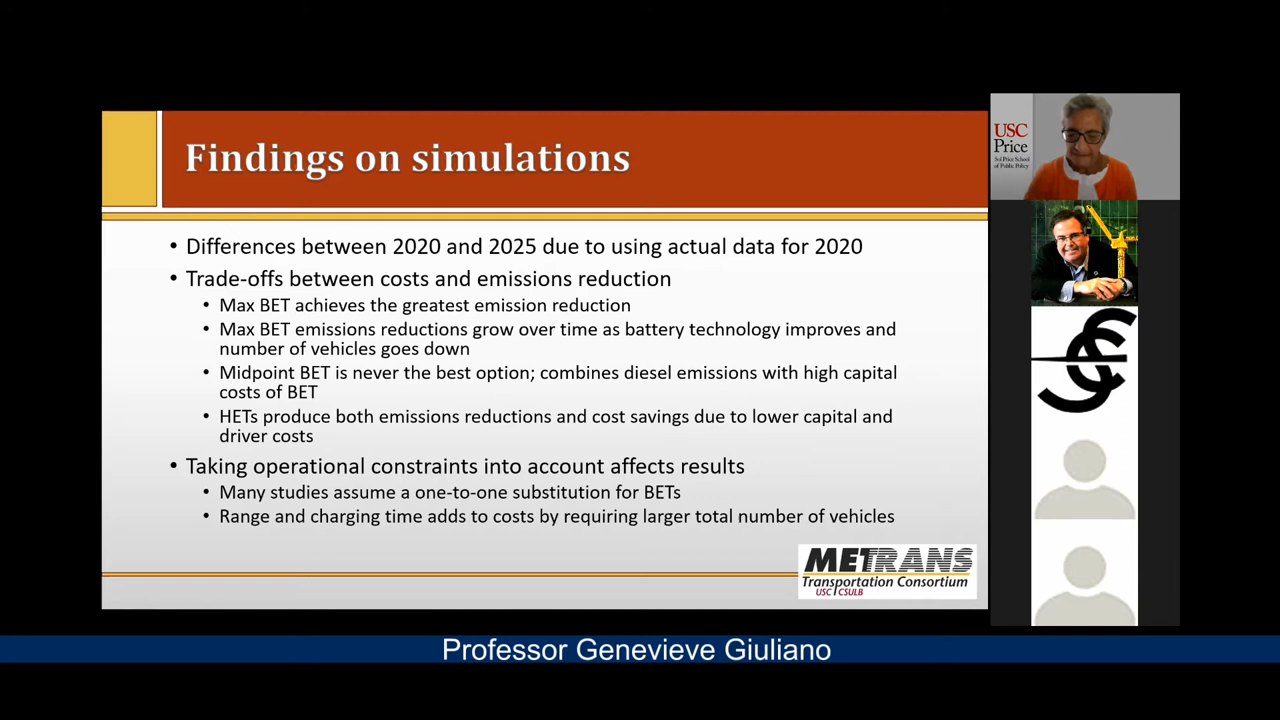 Findings on simulations
• Differences between 2020 and 2025 due to using actual data for 2020
• Trade-offs between costs and emissions reduction
• Max BET achieves the greatest emission reduction
• Max BET emissions reductions grow over time as battery technology improves and
number of vehicles goes down
• Midpoint BET is never the best option; combines diesel emissions with high capital
costs of BET
• HETs produce both emissions reductions and cost savings due to lower capital and
driver costs
• Taking operational constraints into account affects results
• Many studies assume a one-to-one substitution for BETs
• Range and charging time adds to costs by requiring larger total number of vehicles
METRANS
Transportation Consortium
USC CSULB
USC
Price
Sol Price School
of Public Policy
Professor Genevieve Giuliano